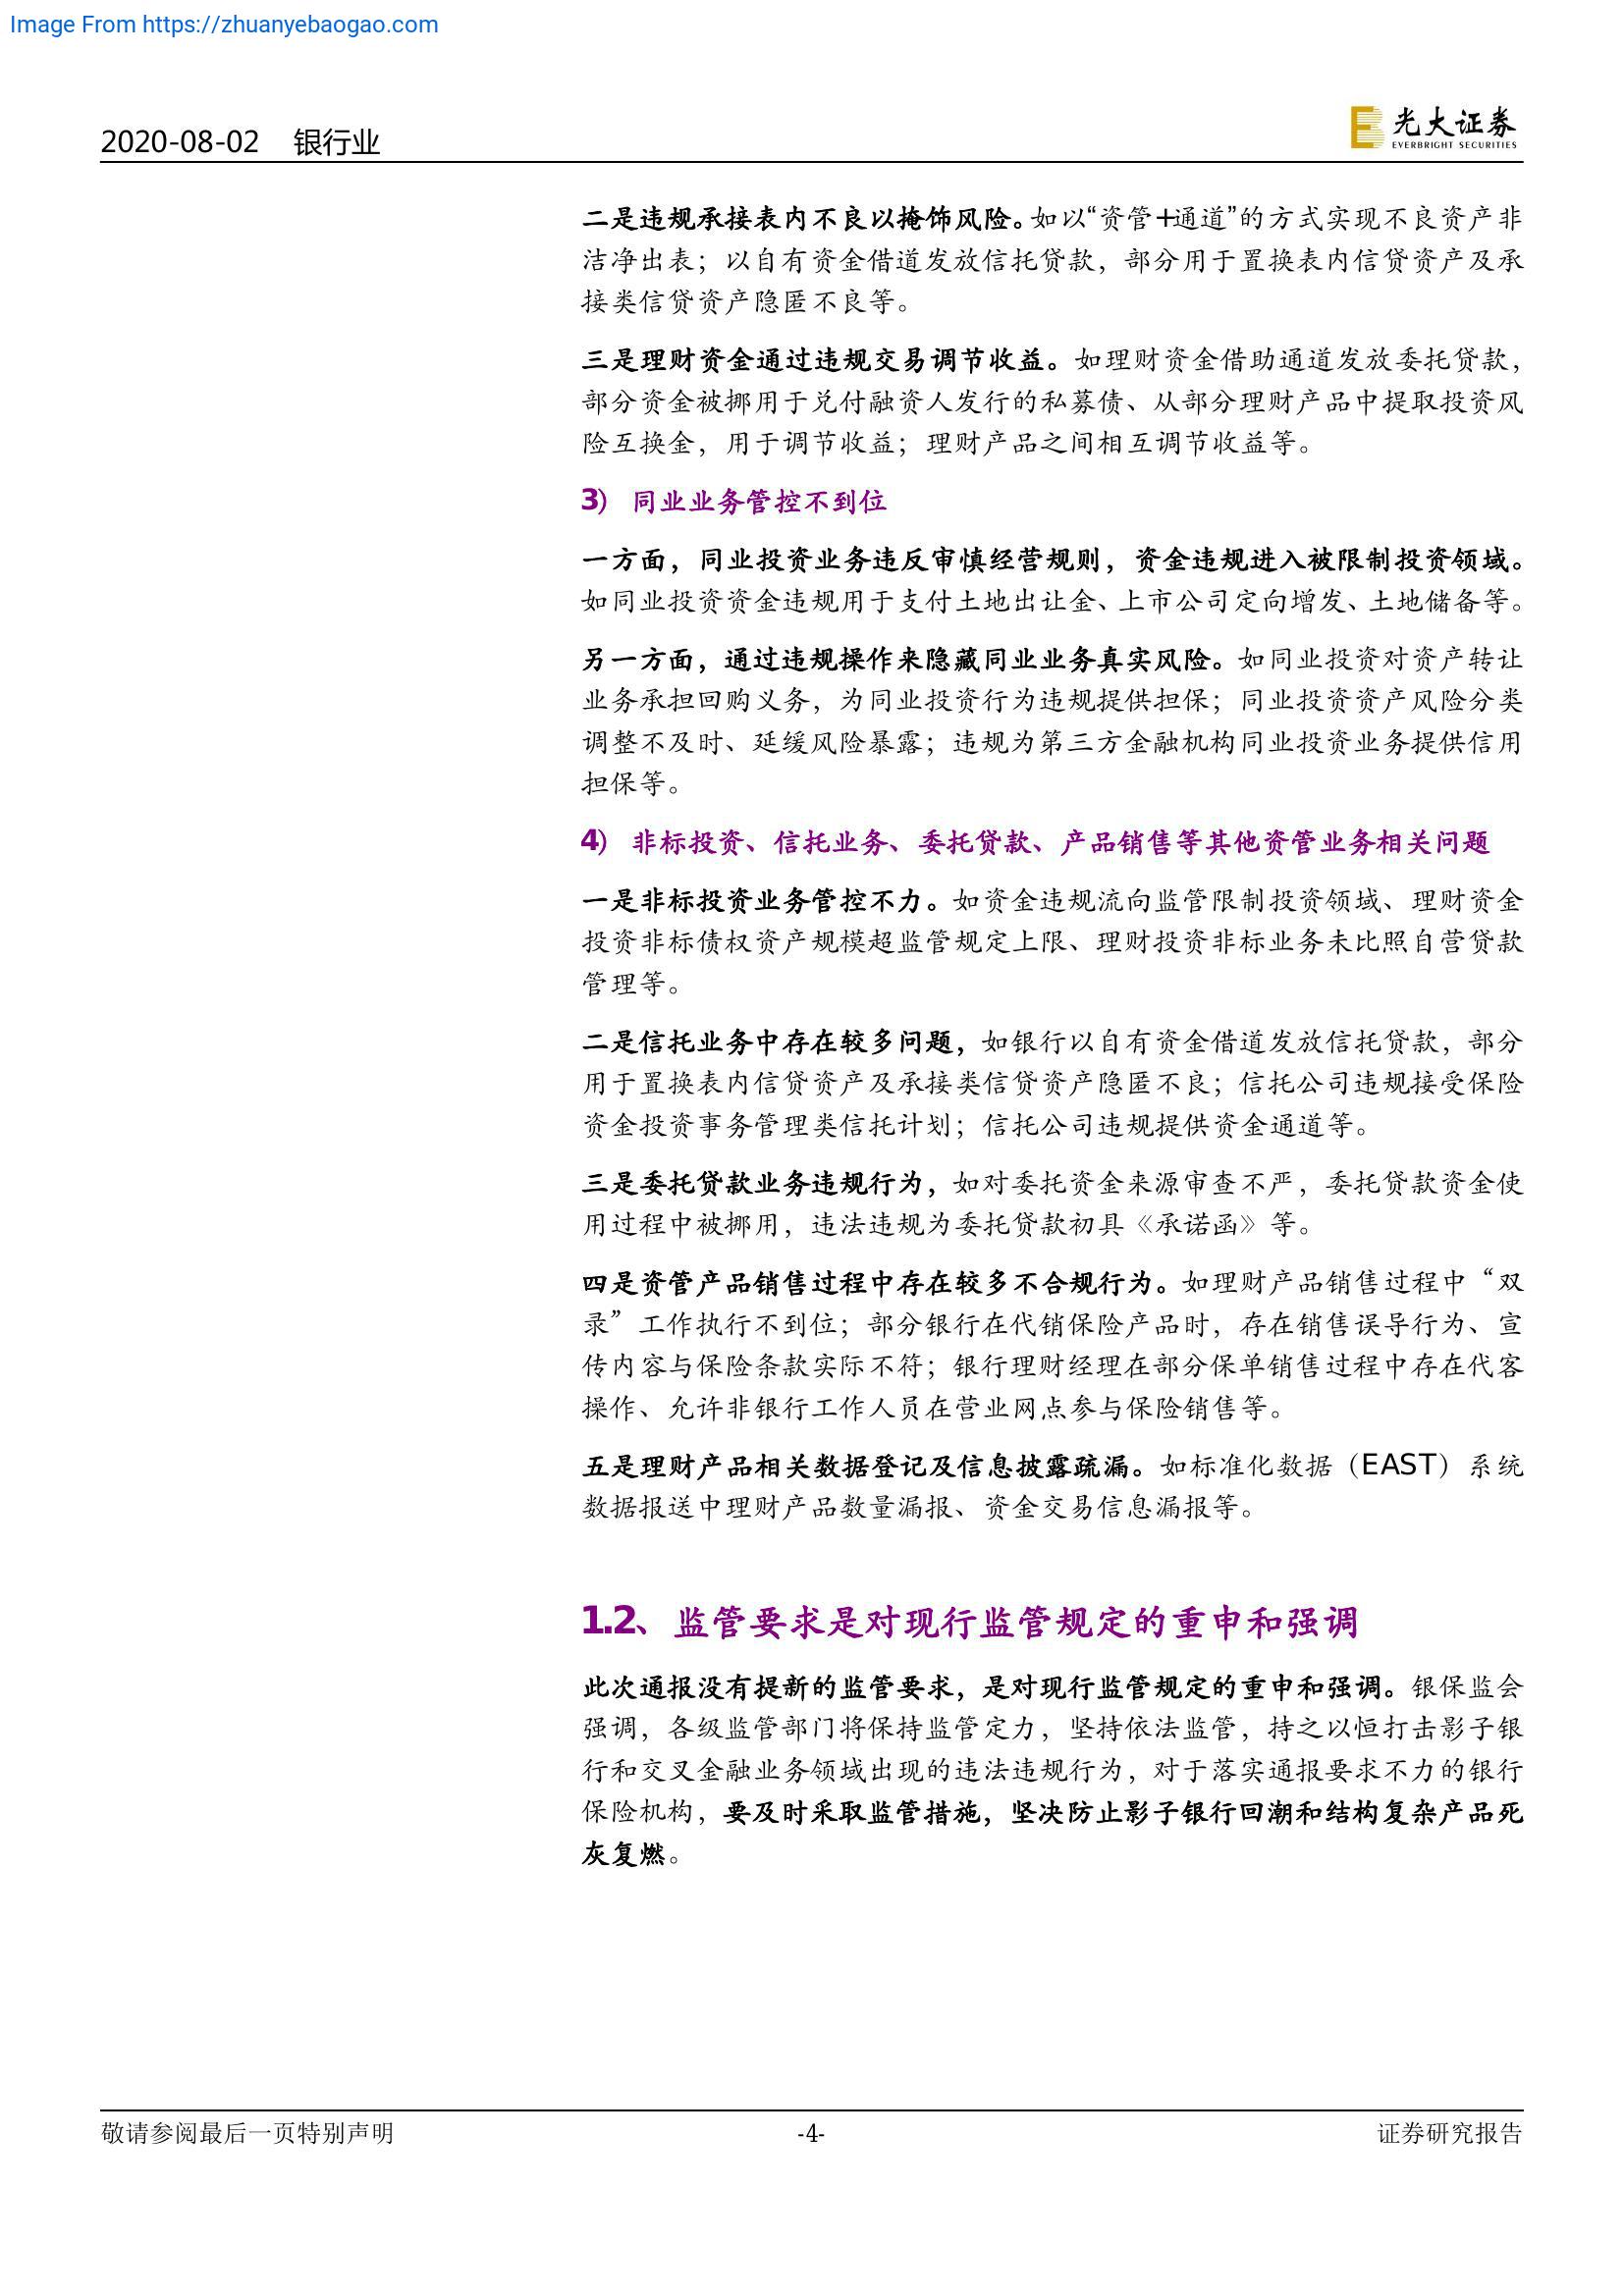 Image From https://zhuanyebaogao.com
2020-08-02 银行业
光大证券
EVERBRIGHT SECURITIES
二是违规承接表内不良以掩饰风险。如以“资管+通道”的方式实现不良资产非
洁净出表；以自有资金借道发放信托贷款，部分用于置换表内信贷资产及承
接类信贷资产隐匿不良等。
三是理财资金通过违规交易调节收益。如理财资金借助通道发放委托贷款，
部分资金被挪用于兑付融资人发行的私募债、从部分理财产品中提取投资风
险互换金，用于调节收益；理财产品之间相互调节收益等。
3） 同业业务管控不到位
一方面，同业投资业务违反审慎经营规则，资金违规进入被限制投资领域。
如同业投资资金违规用于支付土地出让金、上市公司定向增发、土地储备等。
另一方面，通过违规操作来隐藏同业业务真实风险。如同业投资对资产转让
业务承担回购义务，为同业投资行为违规提供担保；同业投资资产风险分类
调整不及时、延缓风险暴露；违规为第三方金融机构同业投资业务提供信用
担保等。
4） 非标投资、信托业务、委托贷款、产品销售等其他资管业务相关问题
一是非标投资业务管控不力。如资金违规流向监管限制投资领域、理财资金
投资非标债权资产规模超监管规定上限、理财投资非标业务未比照自营贷款
管理等。
二是信托业务中存在较多问题，如银行以自有资金借道发放信托贷款，部分
用于置换表内信贷资产及承接类信贷资产隐匿不良；信托公司违规接受保险
资金投资事务管理类信托计划；信托公司违规提供资金通道等。
三是委托贷款业务违规行为，如对委托资金来源审查不严，委托贷款资金使
用过程中被挪用，违法违规为委托贷款初具《承诺函》等。
四是资管产品销售过程中存在较多不合规行为。如理财产品销售过程中“双
录”工作执行不到位；部分银行在代销保险产品时，存在销售误导行为、宣
传内容与保险条款实际不符；银行理财经理在部分保单销售过程中存在代客
操作、允许非银行工作人员在营业网点参与保险销售等。
五是理财产品相关数据登记及信息披露疏漏。如标准化数据（EAST）系统
数据报送中理财产品数量漏报、资金交易信息漏报等。
1.2、监管要求是对现行监管规定的重申和强调
此次通报没有提新的监管要求，是对现行监管规定的重申和强调。银保监会
强调，各级监管部门将保持监管定力，坚持依法监管，持之以恒打击影子银
行和交叉金融业务领域出现的违法违规行为，对于落实通报要求不力的银行
保险机构，要及时采取监管措施，坚决防止影子银行回潮和结构复杂产品死
灰复燃。
敬请参阅最后一页特别声明
-4-
证券研究报告